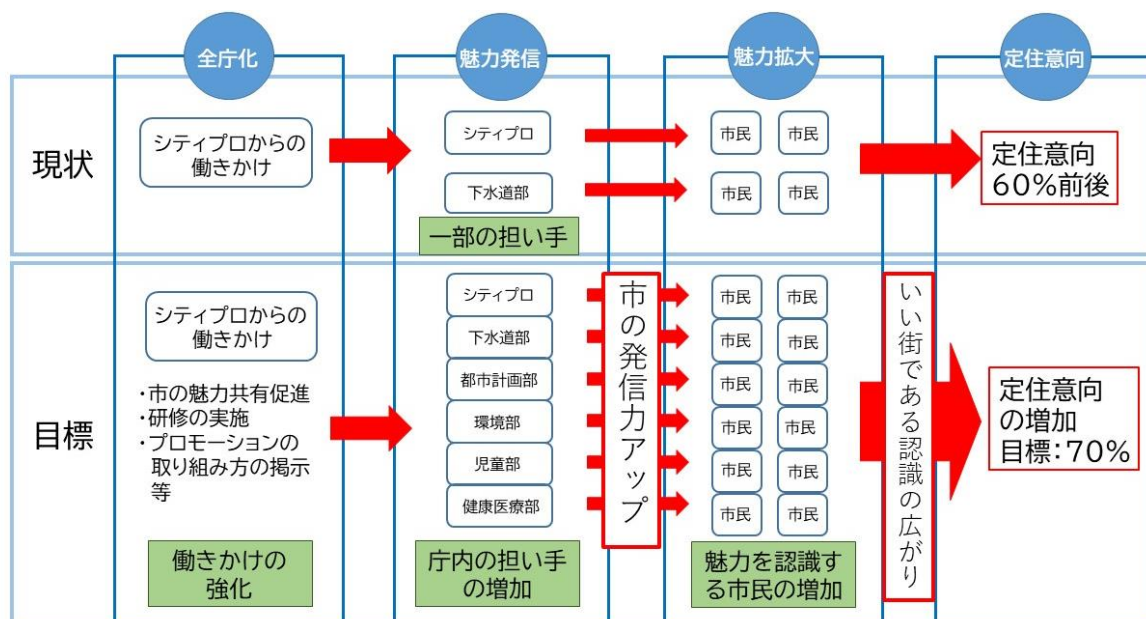 全庁化
魅力発信
魅力拡大
定住意向
現状
シティプロからの
働きかけ
シティプロ
下水道部
一部の担い手
市民 市民
市民 市民
定住意向
60%前後
目標
シティプロからの
働きかけ
・市の魅力共有促進
・研修の実施
・プロモーションの
取り組み方の掲示
等
働きかけの
強化
シティプロ
下水道部
都市計画部
環境部
児童部
健康医療部
庁内の担い手
の増加
市の発信力アップ
市民 市民
市民 市民
市民 市民
市民 市民
市民 市民
市民 市民
魅力を認識す
る市民の増加
いい街である認識の広がり
定住意向
の増加
目標:70%